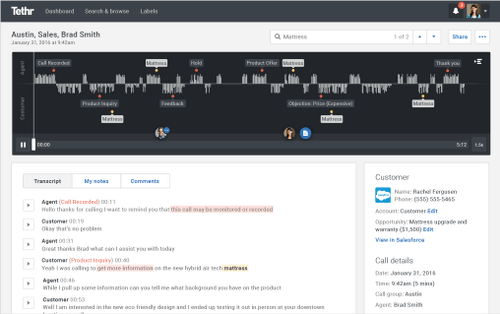 Tethr Dashboard Search & browse Labels
Austin, Sales, Brad Smith
January 31, 2016 at 9:42am
Mattress 1 of 2 Share
Agent
Customer
Call Recorded Mattress Hold Product Offer Mattress Thank you
Product Inquiry Feedback Objection: Price (Expensive) Mattress
Mattress Mattress
00:00 5:12 1.5x
Transcript My notes Comments
Agent (Call Recorded) 00:11
Hello thanks for calling I want to remind you that this call may be monitored or recorded
Customer 00:19
Okay that's no problem
Agent 00:31
Great thanks Brad what can I assist you with today
Customer (Product Inquiry) 00:40
Yeah I was calling to get more information on the new hybrid air tech mattress
Agent 00:46
While I pull up some information can you tell me what background you have on the product
Customer 00:53
Well I am interested in the new eco friendly design and I ended up testing it out in person at your downtown
Customer
Name: Rachel Ferguson
Phone: (555) 555-5465
Account: Customer Edit
Opportunity: Mattress upgrade and
warranty ($1,500) Edit
View in Salesforce
Call details
Date: January 31, 2016
Time: 9:42am (5 mins)
Call group: Austin
Agent: Brad Smith